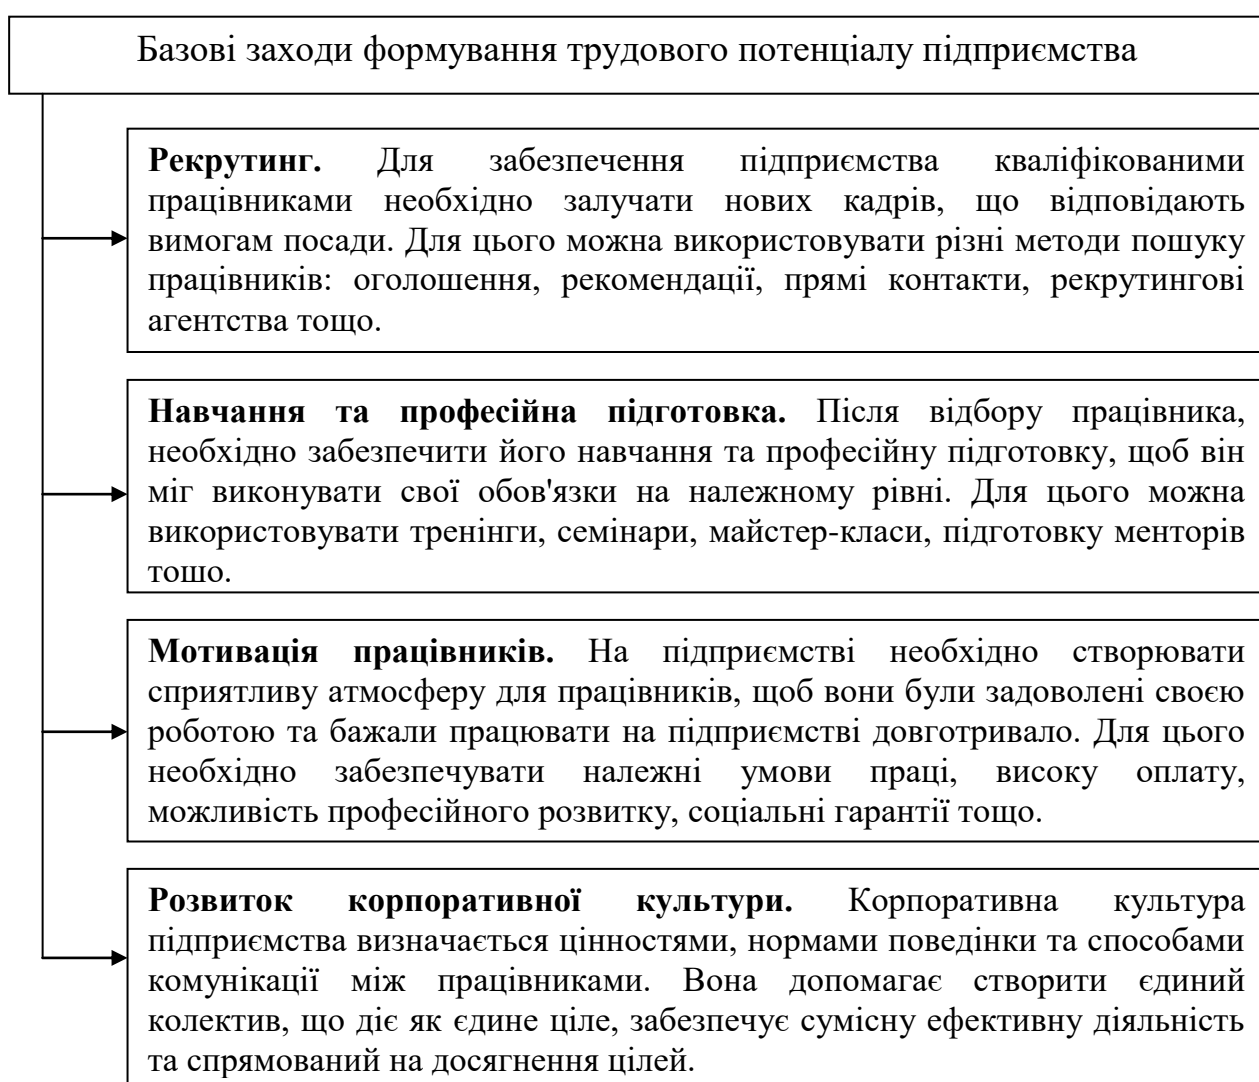 Базові заходи формування трудового потенціалу підприємства
Рекрутинг. Для забезпечення підприємства кваліфікованими
працівниками необхідно залучати нових кадрів, що відповідають
вимогам посади. Для цього можна використовувати різні методи пошуку
працівників: оголошення, рекомендації, прямі контакти, рекрутингові
агентства тощо.
Навчання та професійна підготовка. Після відбору працівника,
необхідно забезпечити його навчання та професійну підготовку, щоб він
міг виконувати свої обов'язки на належному рівні. Для цього можна
використовувати тренінги, семінари, майстер-класи, підготовку менторів
тошо.
Мотивація працівників. На підприємстві необхідно створювати
сприятливу атмосферу для працівників, щоб вони були задоволені своєю
роботою та бажали працювати на підприємстві довготривало. Для цього
необхідно забезпечувати належні умови праці, високу оплату,
можливість професійного розвитку, соціальні гарантії тощо.
Розвиток корпоративної культури. Корпоративна культура
підприємства визначається цінностями, нормами поведінки та способами
комунікації між працівниками. Вона допомагає створити єдиний
колектив, що діє як єдине ціле, забезпечує сумісну ефективну діяльність
та спрямований на досягнення цілей.